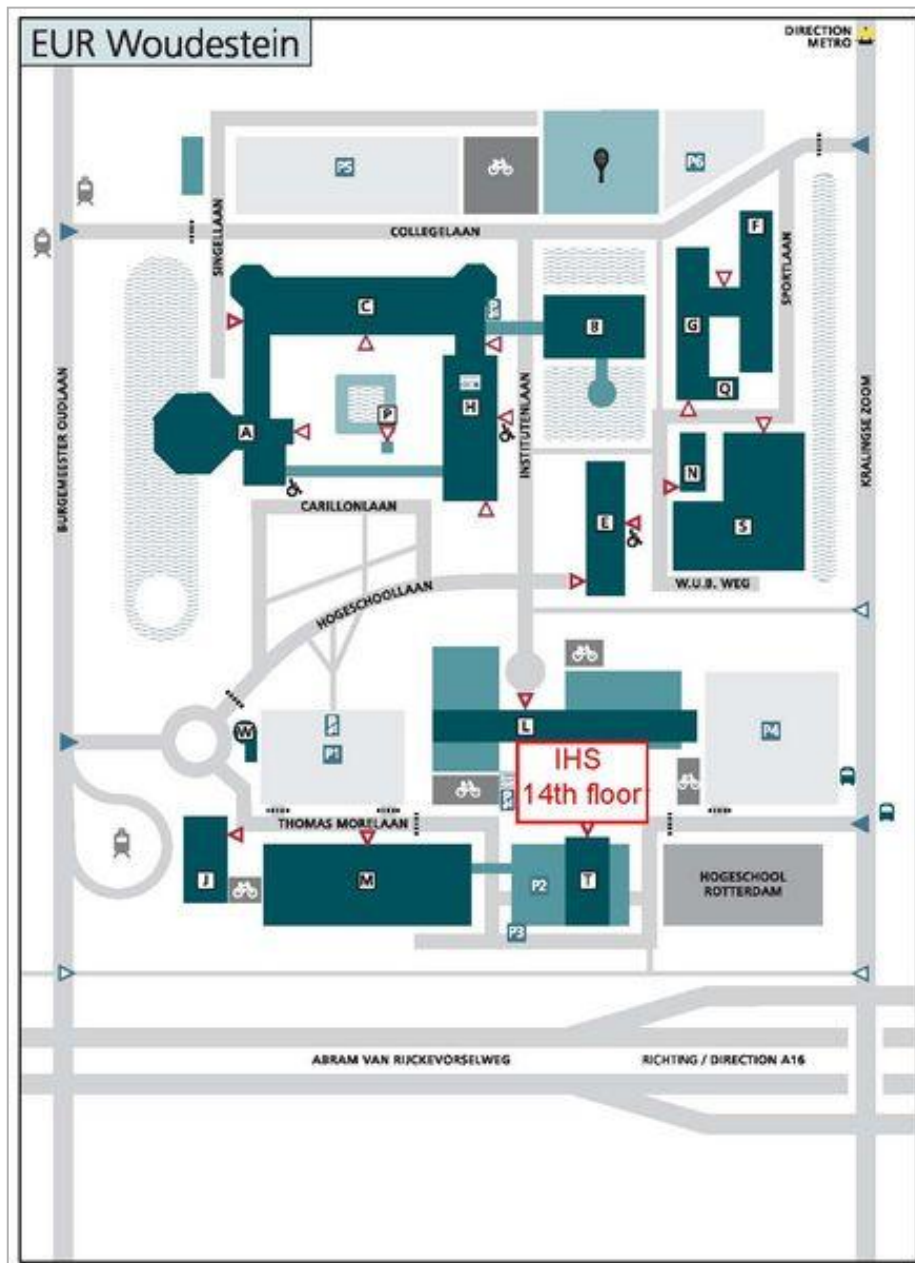 EUR Woudestein
DIRECTION
METRO
P5
P6
COLLEGELAAN
SINGELLAAN
SPORTLAAN
F
C
G
B
Q
H
P
A
INSTITUTENLAAN
KRALINGSE ZOOM
BURGEMEESTER OUDLAAN
N
S
E
CARILLONLAAN
W.U.B. WEG
HOGESCHOOLLAAN
L
W
P1
P4
IHS
14th floor
THOMAS MORELAAN
J
M
P2
T
HOGESCHOOL
ROTTERDAM
P3
ABRAM VAN RIJCKEVORSELWEG
RICHTING / DIRECTION A16